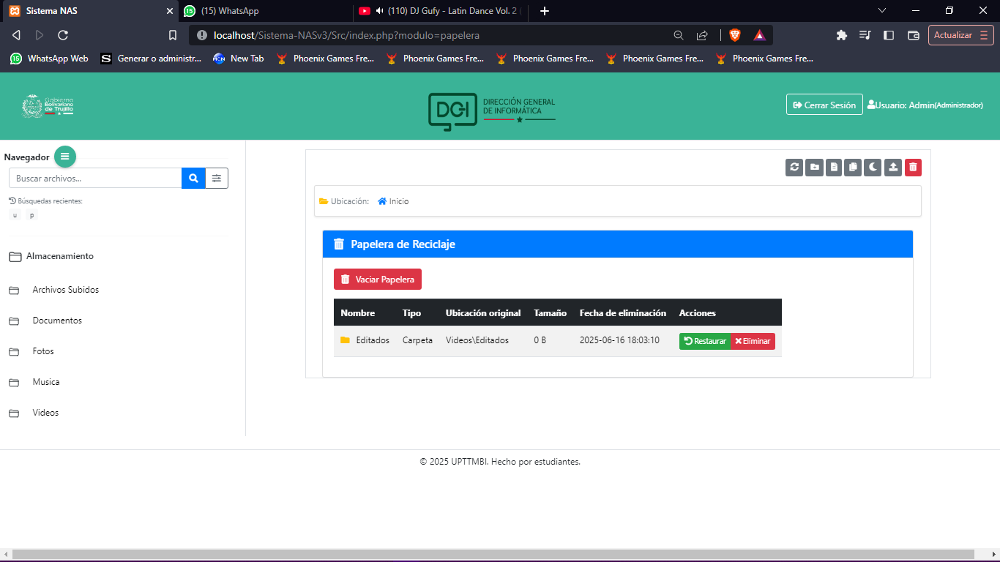 Sistema NAS
(15) WhatsApp
(110) DJ Gufy - Latin Dance Vol. 2 (
localhost/Sistema-NASv3/Src/index.php?modulo=papelera
Actualizar
15 WhatsApp Web
S Generar o administr...
New Tab
Phoenix Games Fre...
Phoenix Games Fre...
Phoenix Games Fre...
Phoenix Games Fre...
Phoenix Games Fre...
Gobierno
Bolivariano
de Trujillo
DGI
DIRECCIÓN GENERAL
DE INFORMÁTICA
Cerrar Sesión
Usuario: Admin(Administrador)
Navegador
Buscar archivos...
Búsquedas recientes:
u p
Almacenamiento
Archivos Subidos
Documentos
Fotos
Musica
Videos
Ubicación: Inicio
Papelera de Reciclaje
Vaciar Papelera
Nombre Tipo Ubicación original Tamaño Fecha de eliminación Acciones
Editados Carpeta Videos\Editados 0 B 2025-06-16 18:03:10 Restaurar Eliminar
© 2025 UPTTMBI. Hecho por estudiantes.